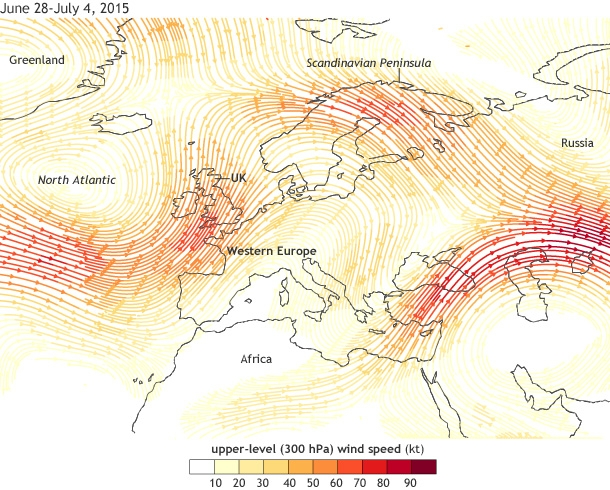 June 28-July 4, 2015
Greenland
Scandinavian Peninsula
Russia
North Atlantic
UK
Western Europe
Africa
upper-level (300 hPa) wind speed (kt)
10 20 30 40 50 60 70 80 90